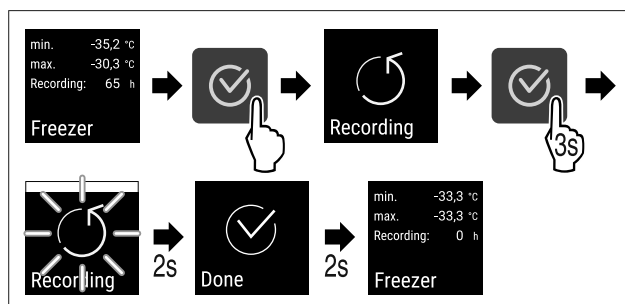 min. -35,2 °C
max. -30,3 °C
Recording: 65 h
Freezer
Recording
3s
Recording
2s
Done
2s
min. -33,3 °C
max. -33,3 °C
Recording: 0 h
Freezer